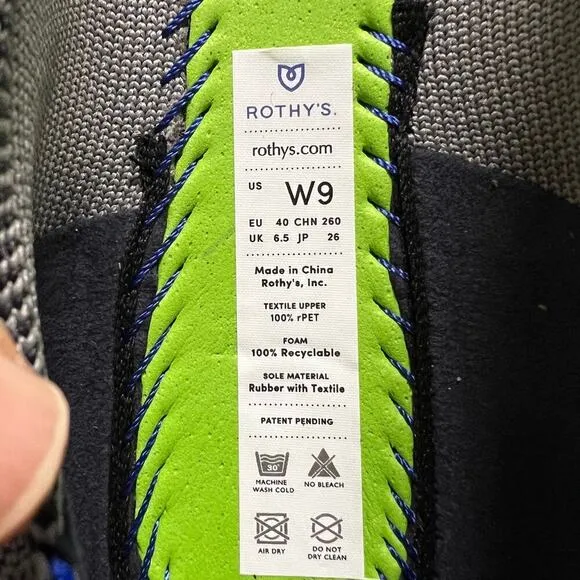 ROTHY'S.
rothys.com
US W9
EU 40 CHN 260
UK 6.5 JP 26
Made in China
Rothy's, Inc.
TEXTILE UPPER
100% rPET
FOAM
100% Recyclable
SOLE MATERIAL
Rubber with Textile
PATENT PENDING
30°
MACHINE WASH COLD
NO BLEACH
AIR DRY
DO NOT DRY CLEAN